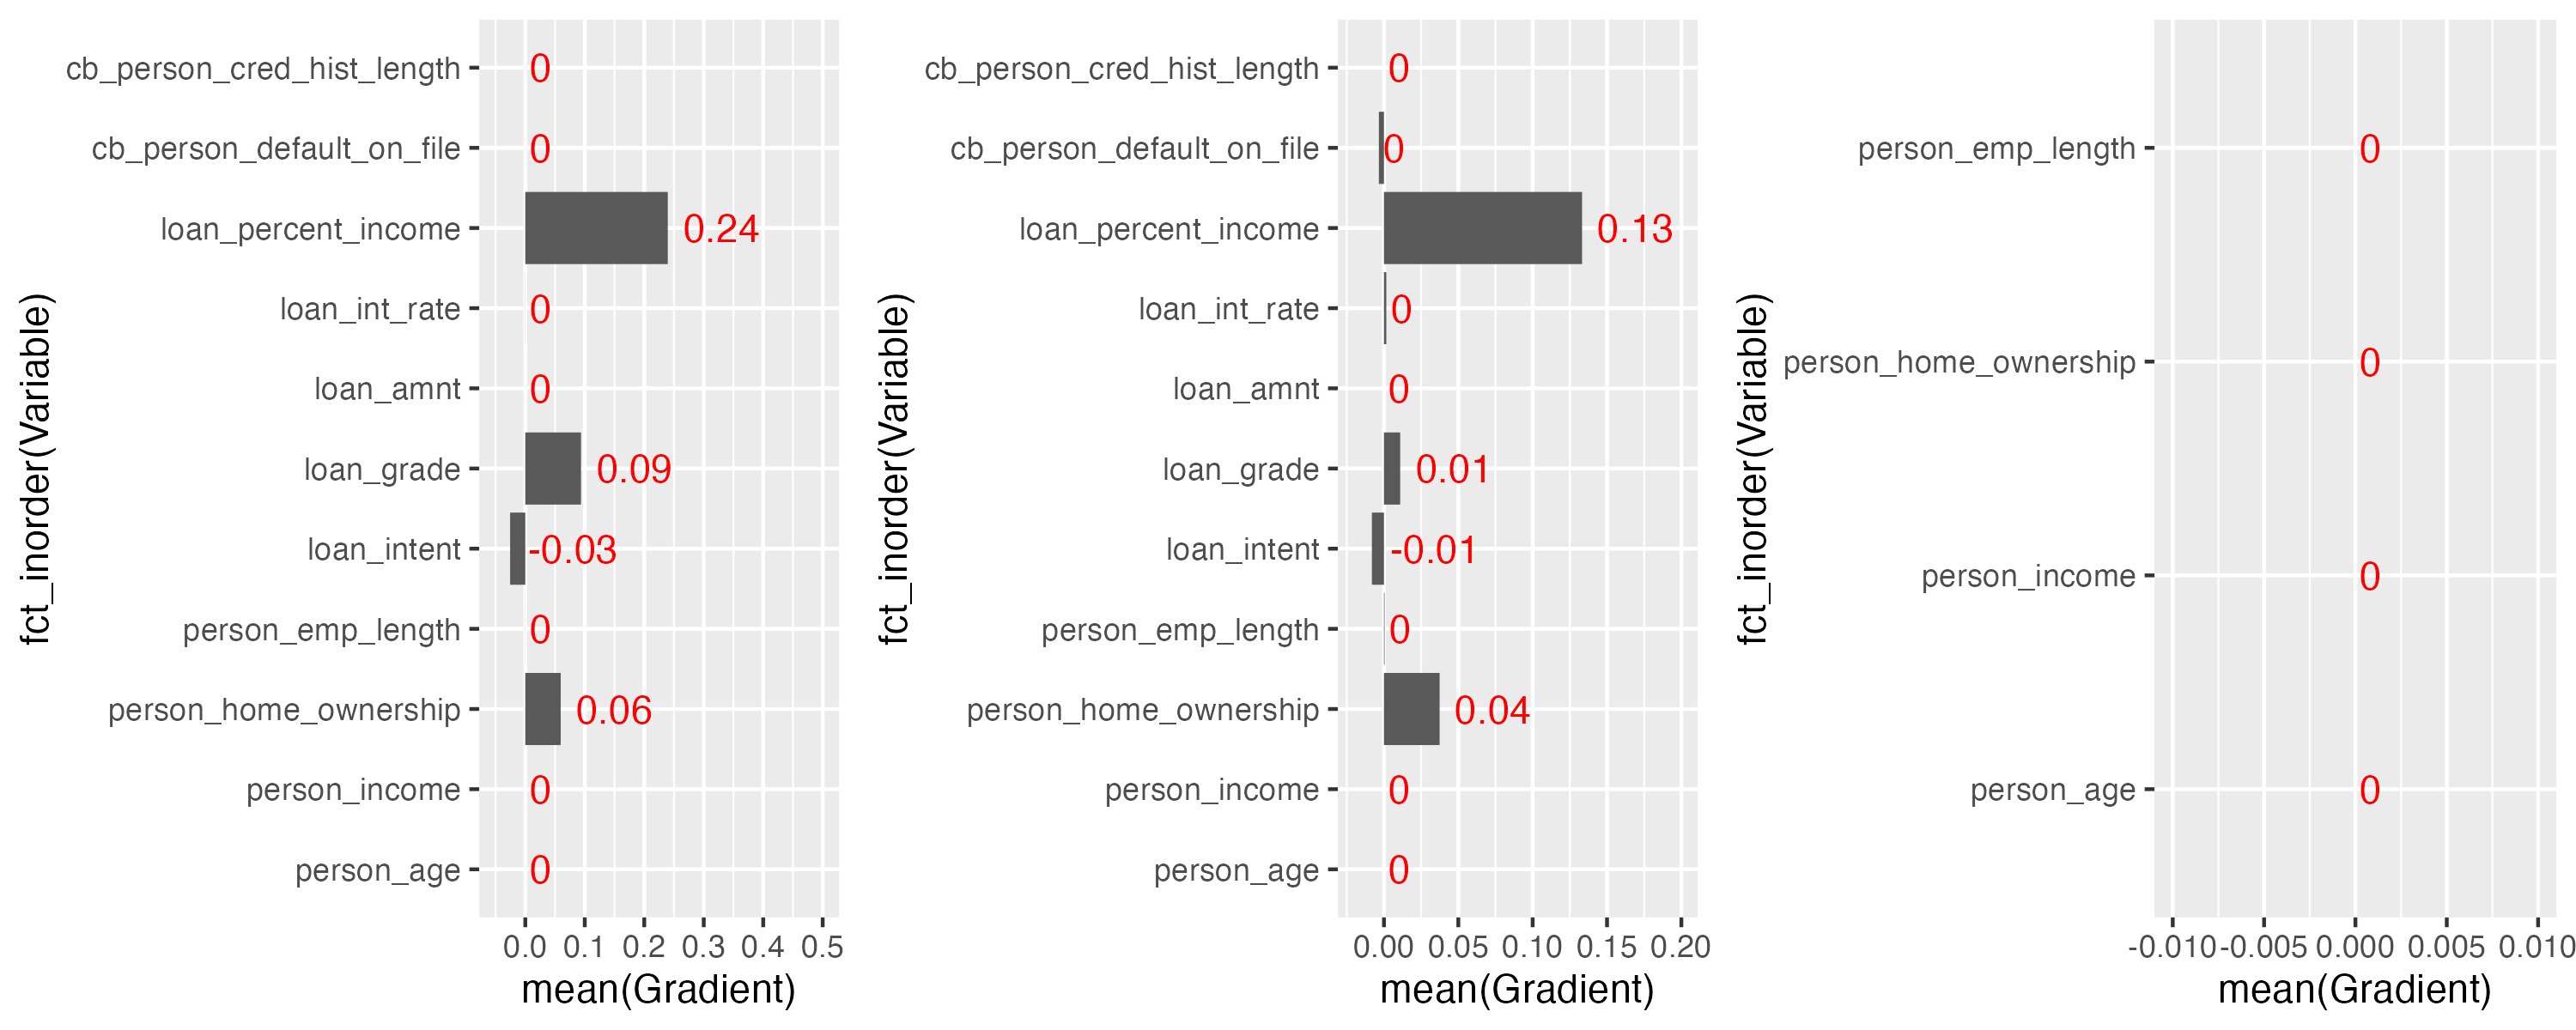 fct_inorder(Variable)
cb_person_cred_hist_length 0
cb_person_default_on_file 0
loan_percent_income 0.24
loan_int_rate 0
loan_amnt 0
loan_grade 0.09
loan_intent -0.03
person_emp_length 0
person_home_ownership 0.06
person_income 0
person_age 0
0.0 0.1 0.2 0.3 0.4 0.5
mean(Gradient)
fct_inorder(Variable)
cb_person_cred_hist_length 0
cb_person_default_on_file 0
loan_percent_income 0.13
loan_int_rate 0
loan_amnt 0
loan_grade 0.01
loan_intent -0.01
person_emp_length 0
person_home_ownership 0.04
person_income 0
person_age 0
0.00 0.05 0.10 0.15 0.20
mean(Gradient)
fct_inorder(Variable)
person_emp_length 0
person_home_ownership 0
person_income 0
person_age 0
-0.010 -0.005 0.000 0.005 0.010
mean(Gradient)